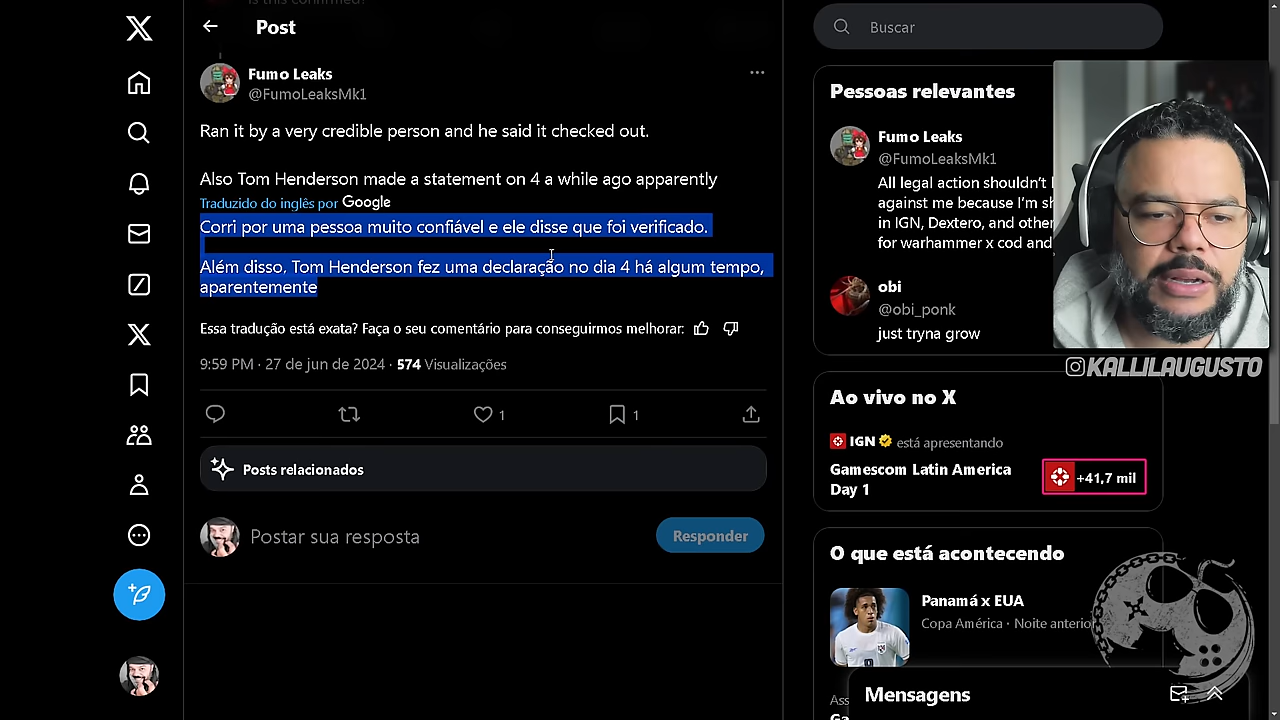 Is this confirmed?
Post
Fumo Leaks
@FumoLeaksMk1
Ran it by a very credible person and he said it checked out.
Also Tom Henderson made a statement on 4 a while ago apparently
Traduzido do inglês por Google
Corri por uma pessoa muito confiável e ele disse que foi verificado.
Além disso, Tom Henderson fez uma declaração no dia 4 há algum tempo,
aparentemente
Essa tradução está exata? Faça o seu comentário para conseguirmos melhorar:
9:59 PM · 27 de jun de 2024 · 574 Visualizações
1
1
Posts relacionados
Postar sua resposta
Responder
Buscar
Pessoas relevantes
Fumo Leaks
@FumoLeaksMk1
All legal action shouldn't
against me because I'm
in IGN, Dextero, and other
for warhammer x cod and
obi
@obi_ponk
just tryna grow
KALLILAUGUSTO
Ao vivo no X
IGN está apresentando
Gamescom Latin America
Day 1
+41,7 mil
O que está acontecendo
Panamá x EUA
Copa América · Noite anterior
Mensagens